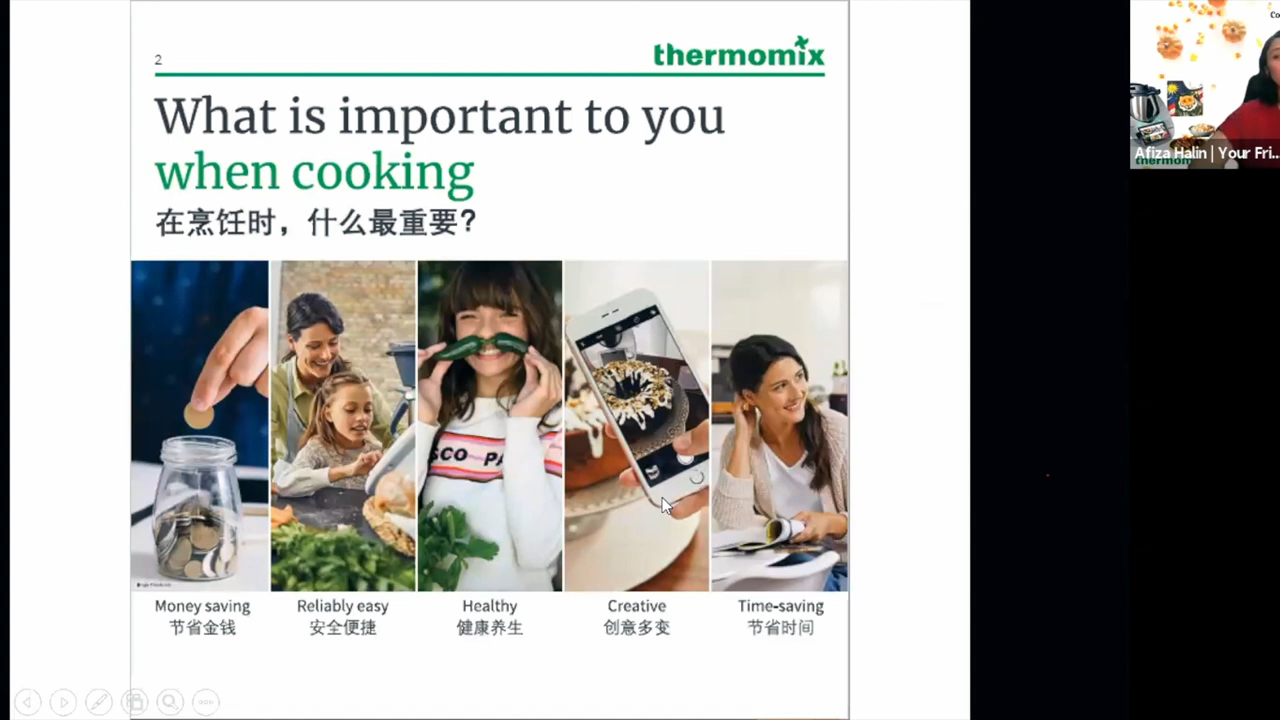 2
thermomix
What is important to you
when cooking
在烹饪时，什么最重要？
SCO PA
Money saving
Reliably easy
Healthy
Creative
Time-saving
节省金钱
安全便捷
健康养生
创意多变
节省时间
Co
Afiza Halin | Your Fri...
thermom